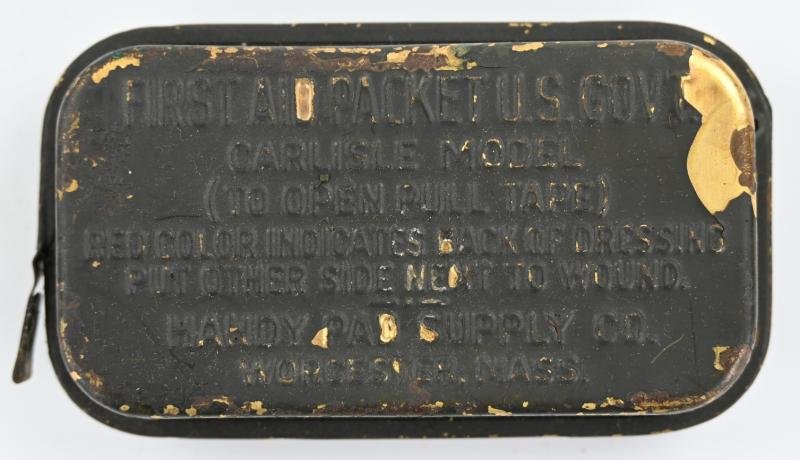 FIRST AID PACKET U.S. GOVT.
CARLISLE MODEL
(TO OPEN PULL TAPE)
RED COLOR INDICATES BACK OF DRESSING
PUT OTHER SIDE NEXT TO WOUND.
HANDY PAD SUPPLY CO.
WORCESTER, MASS.